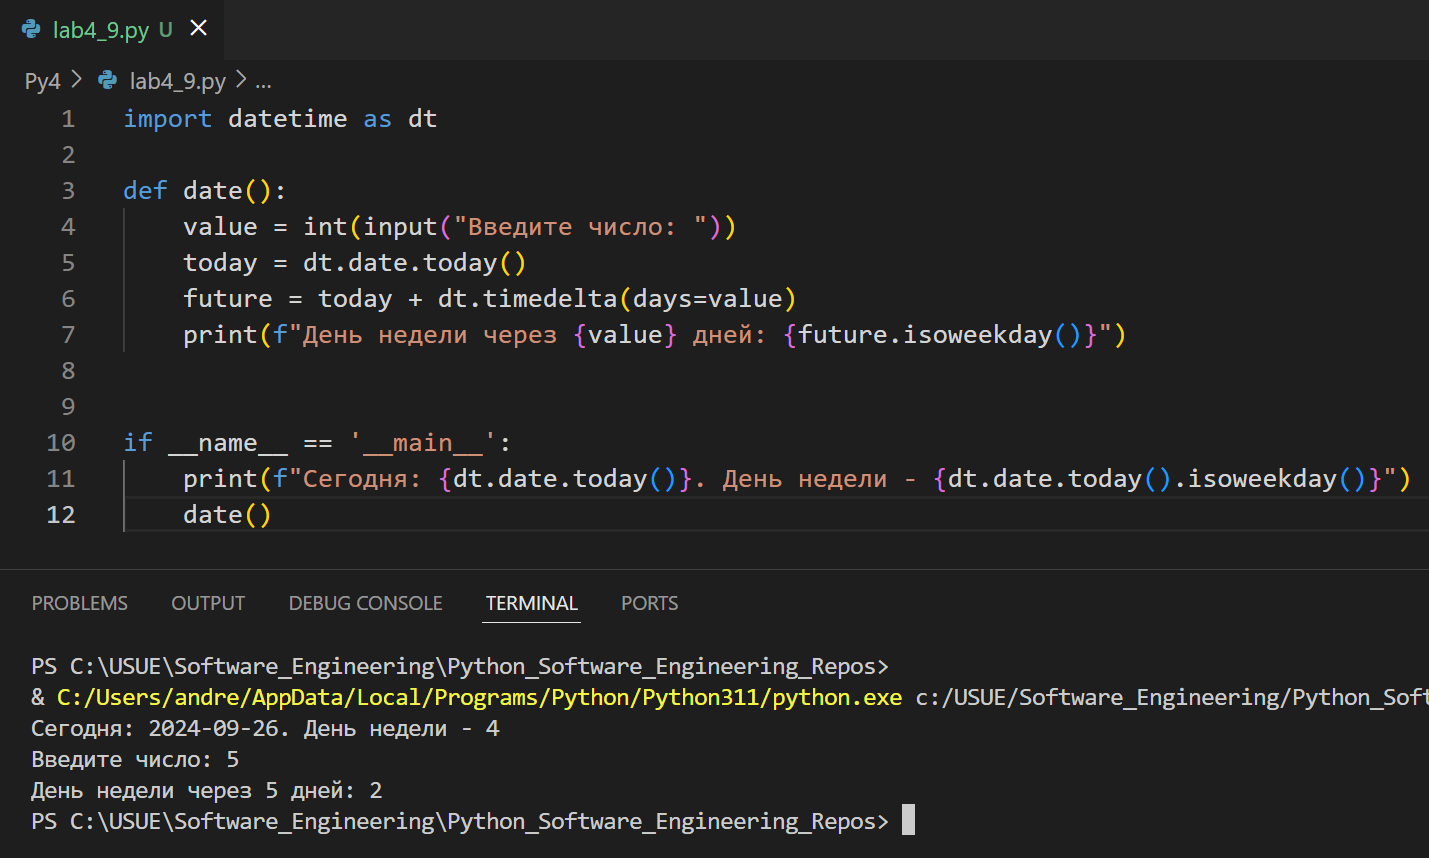 lab4_9.py U ×
Py4 > lab4_9.py > ...
1 import datetime as dt
2
3 def date():
4     value = int(input("Введите число: "))
5     today = dt.date.today()
6     future = today + dt.timedelta(days=value)
7     print(f"День недели через {value} дней: {future.isoweekday()}")
8
9
10 if __name__ == '__main__':
11     print(f"Сегодня: {dt.date.today()}. День недели - {dt.date.today().isoweekday()}")
12     date()
PROBLEMS OUTPUT DEBUG CONSOLE TERMINAL PORTS
PS C:\USUE\Software_Engineering\Python_Software_Engineering_Repos>
& C:/Users/andre/AppData/Local/Programs/Python/Python311/python.exe c:/USUE/Software_Engineering/Python_Soft
Сегодня: 2024-09-26. День недели - 4
Введите число: 5
День недели через 5 дней: 2
PS C:\USUE\Software_Engineering\Python_Software_Engineering_Repos>